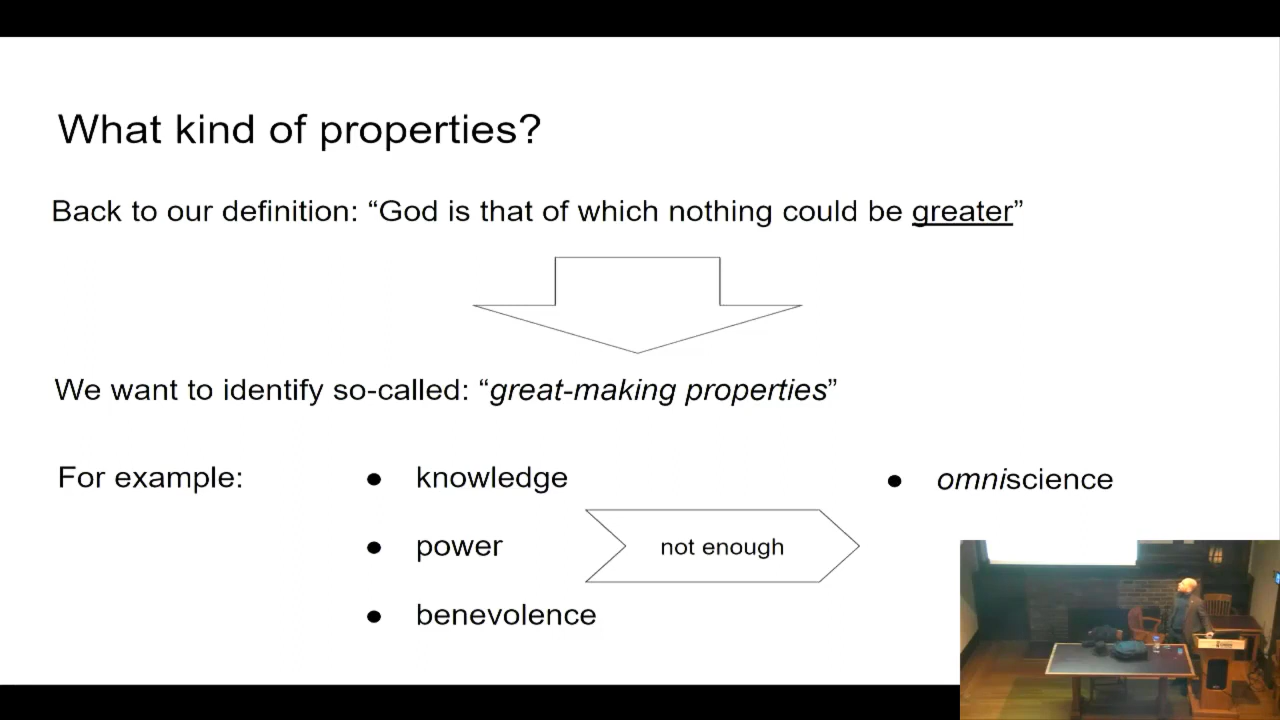 What kind of properties?
Back to our definition: “God is that of which nothing could be greater”
We want to identify so-called: “great-making properties”
For example:
● knowledge
● omniscience
● power
not enough
● benevolence